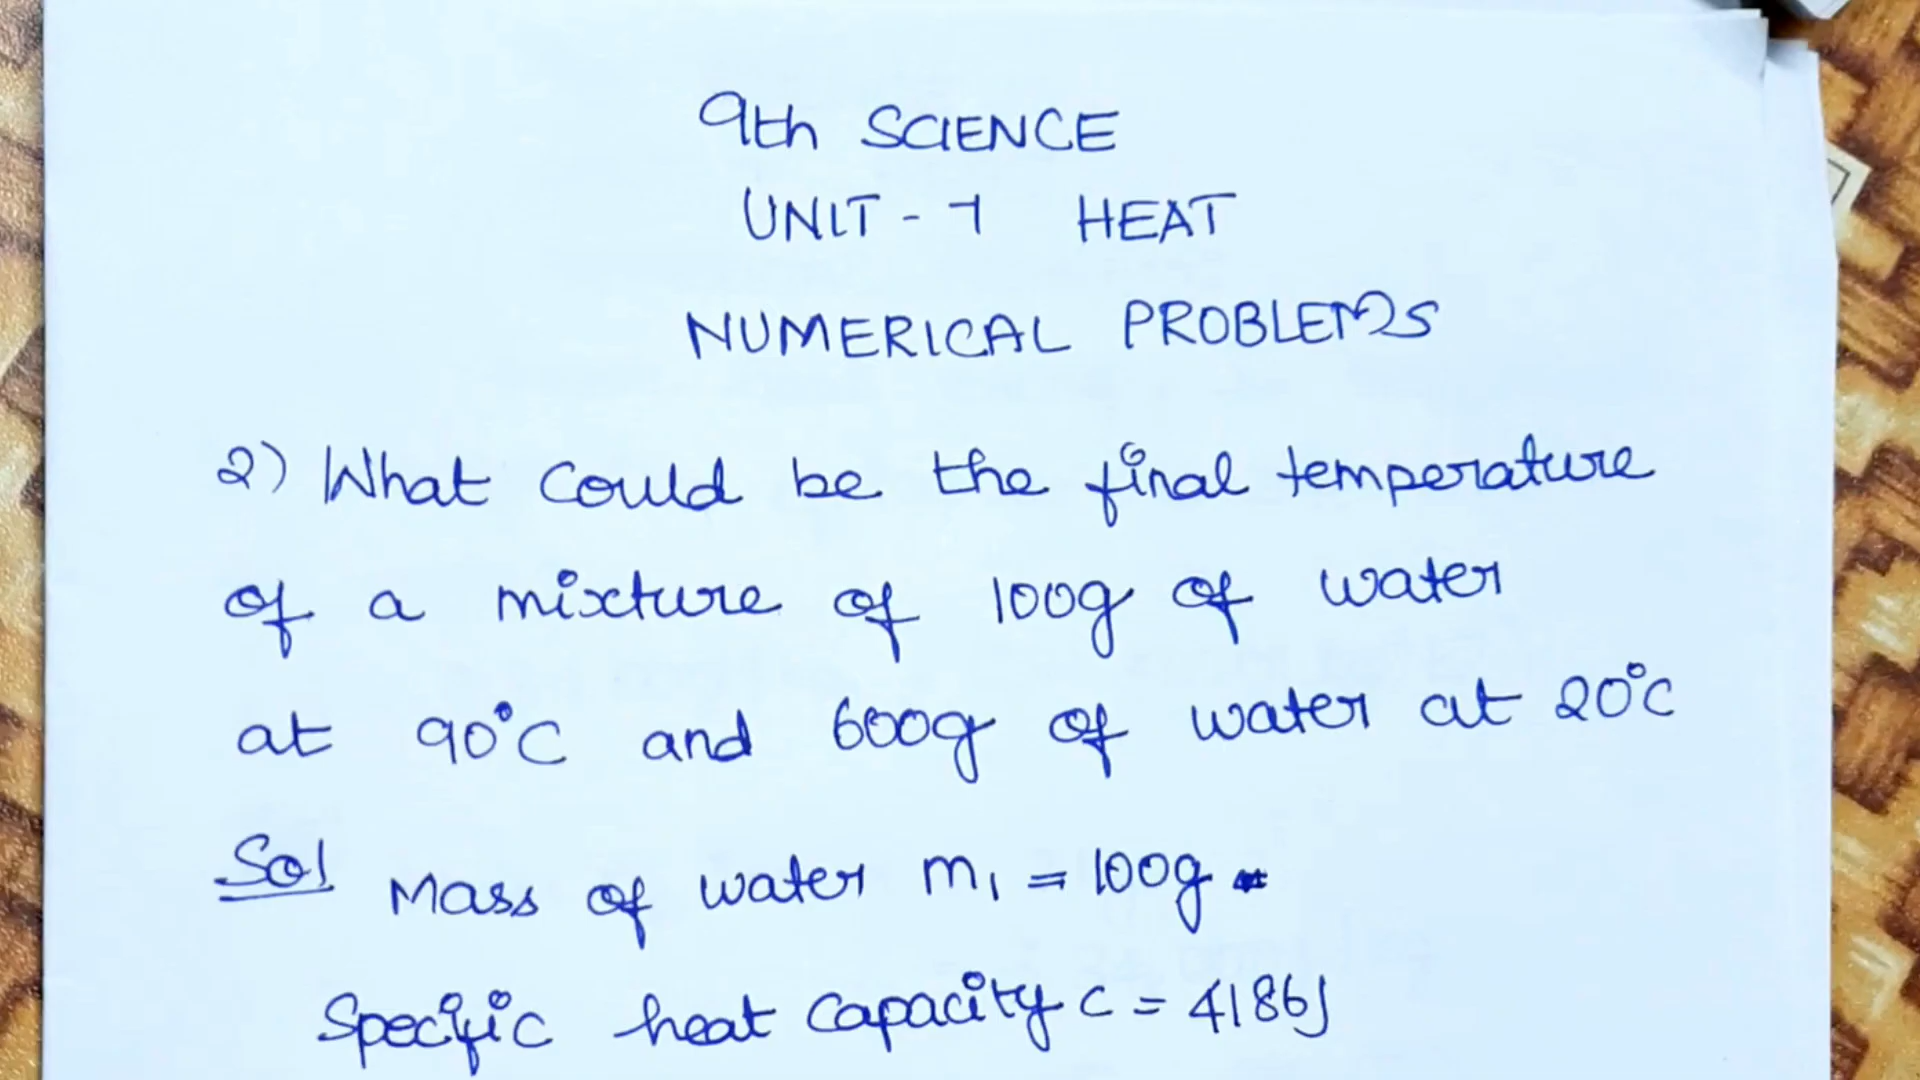 9th SCIENCE
UNIT - 7 HEAT
NUMERICAL PROBLEMS
2) What could be the final temperature
of a mixture of 100g of water
at 90°C and 600g of water at 20°C
Sol Mass of water m₁ = 100g
Specific heat capacity c = 4186J